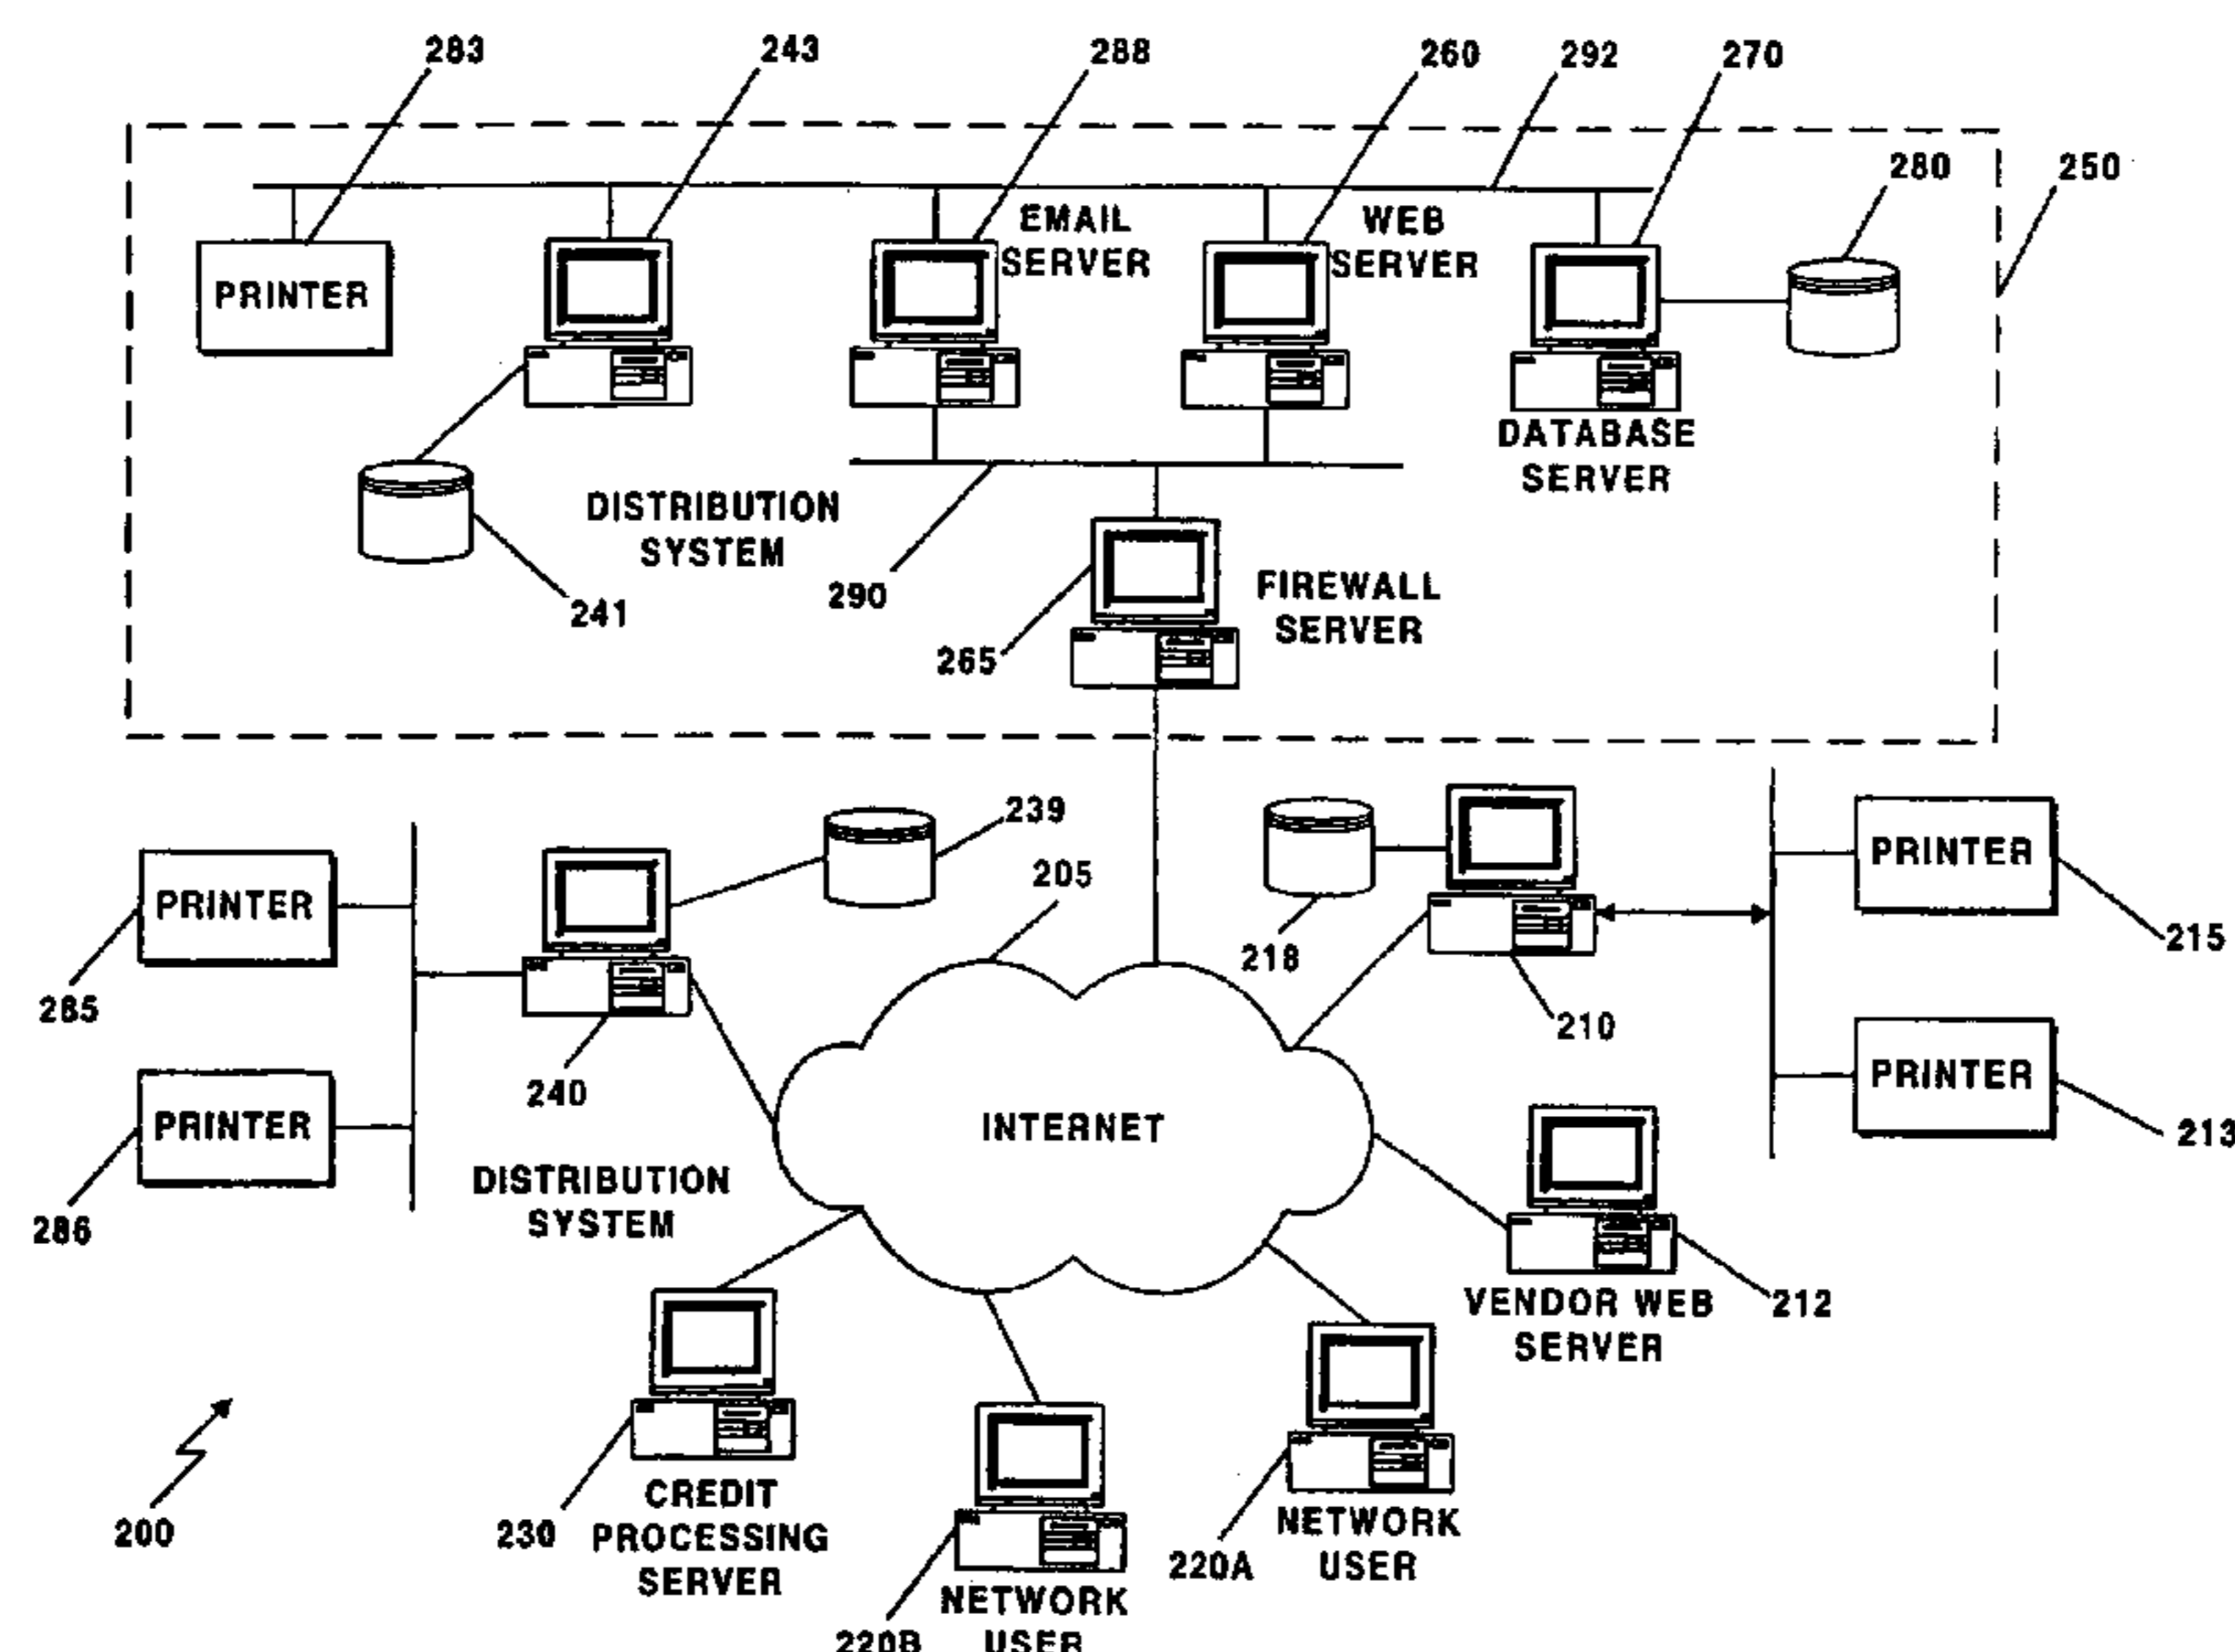 283
243
288
260
292
270
280
250
EMAIL
SERVER
WEB
SERVER
PRINTER
DATABASE
SERVER
DISTRIBUTION
SYSTEM
241
290
FIREWALL
SERVER
265
239
205
218
PRINTER
215
210
PRINTER
285
240
PRINTER
213
PRINTER
286
DISTRIBUTION
SYSTEM
INTERNET
VENDOR WEB
SERVER
212
200
230
CREDIT
PROCESSING
SERVER
220A
NETWORK
USER
220B
NETWORK
USER